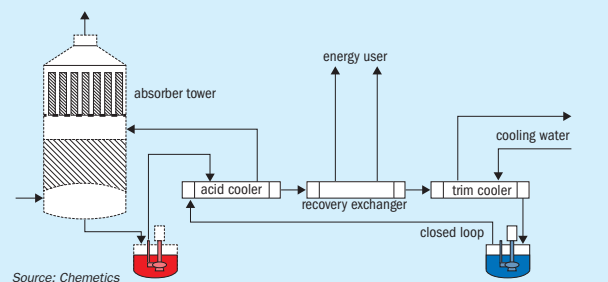 energy user
absorber tower
cooling water
acid cooler
recovery exchanger
trim cooler
closed loop
Source: Chemetics